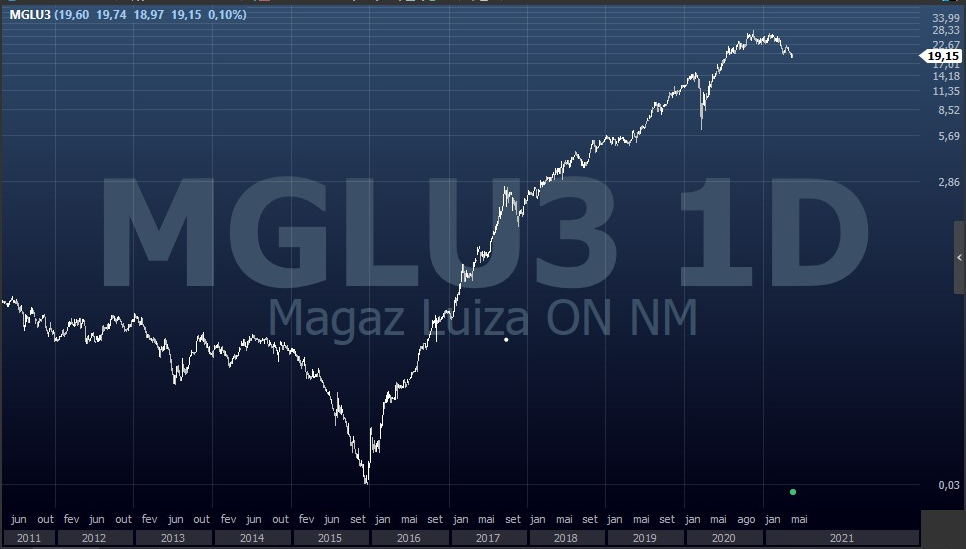 MGLU3 (19,60 19,74 18,97 19,15 0,10%)
33,99
28,33
22,67
19,15
17,01
14,18
11,35
8,52
5,69
2,86
MGLU3 1D
Magaz Luiza ON NM
0,03
jun out fev jun out fev jun out fev jun out fev jun set jan mai set jan mai set jan mai set jan mai set jan mai ago jan mai
2011 2012 2013 2014 2015 2016 2017 2018 2019 2020 2021